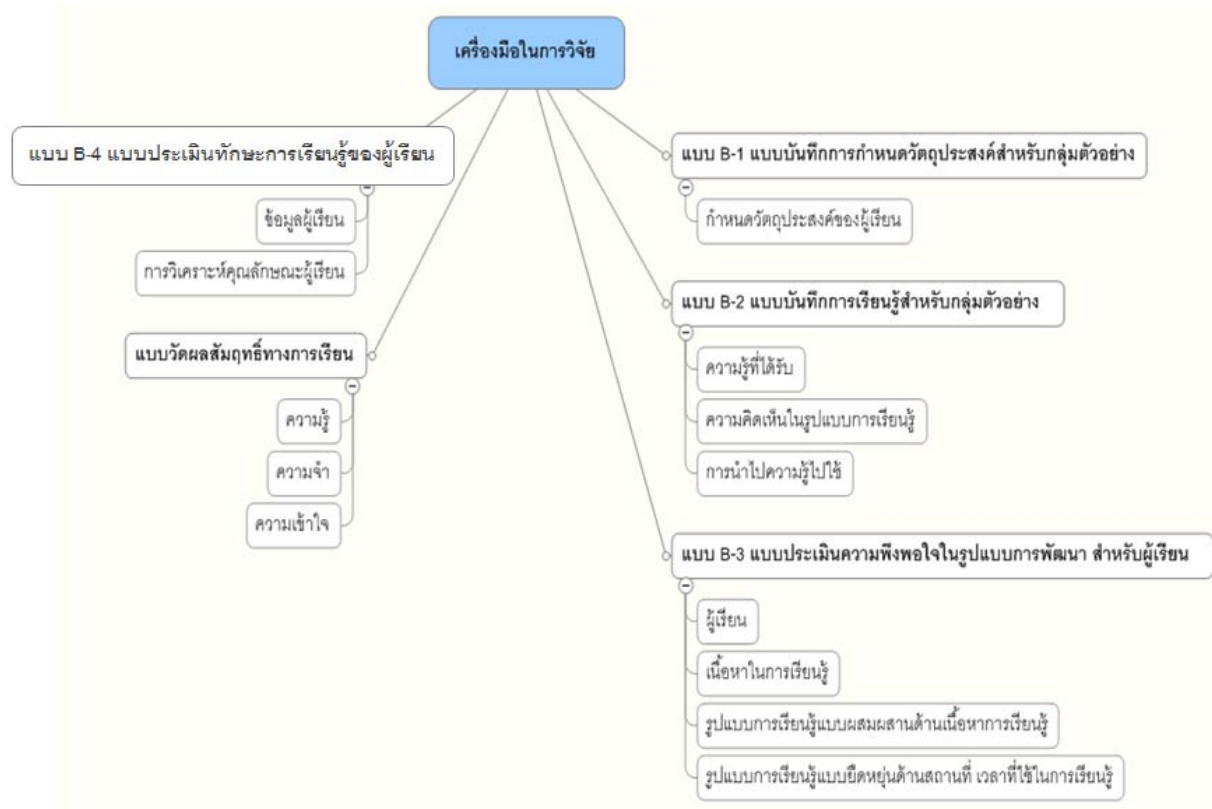 เครื่องมือในการวิจัย
แบบ B-4 แบบประเมินทักษะการเรียนรู้ของผู้เรียน
ข้อมูลผู้เรียน
การวิเคราะห์คุณลักษณะผู้เรียน
แบบวัดผลสัมฤทธิ์ทางการเรียน
ความรู้
ความจำ
ความเข้าใจ
แบบ B-1 แบบบันทึกการกำหนดวัตถุประสงค์สำหรับกลุ่มตัวอย่าง
กำหนดวัตถุประสงค์ของผู้เรียน
แบบ B-2 แบบบันทึกการเรียนรู้สำหรับกลุ่มตัวอย่าง
ความรู้ที่ได้รับ
ความคิดเห็นในรูปแบบการเรียนรู้
การนำไปความรู้ไปใช้
แบบ B-3 แบบประเมินความพึงพอใจในรูปแบบการพัฒนา สำหรับผู้เรียน
ผู้เรียน
เนื้อหาในการเรียนรู้
รูปแบบการเรียนรู้แบบผสมผสานด้านเนื้อหาการเรียนรู้
รูปแบบการเรียนรู้แบบยืดหยุ่นด้านสถานที่ เวลาที่ใช้ในการเรียนรู้